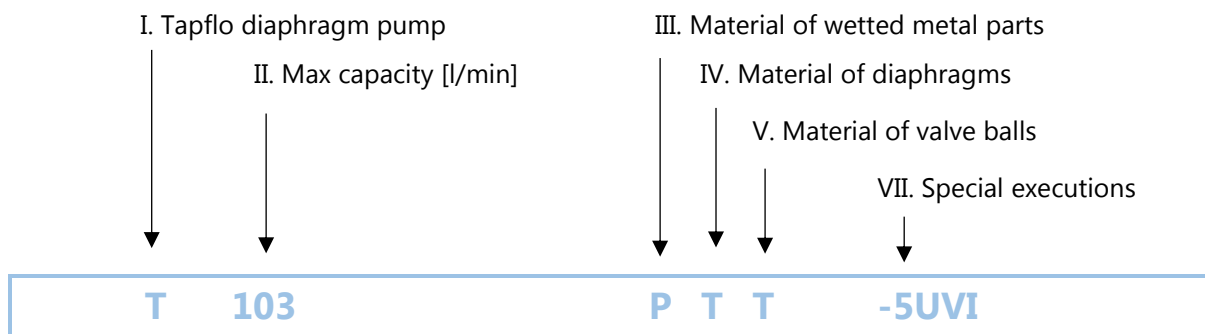 I. Tapflo diaphragm pump
III. Material of wetted metal parts
II. Max capacity [l/min]
IV. Material of diaphragms
V. Material of valve balls
VII. Special executions
T 103 P T T -5UVI